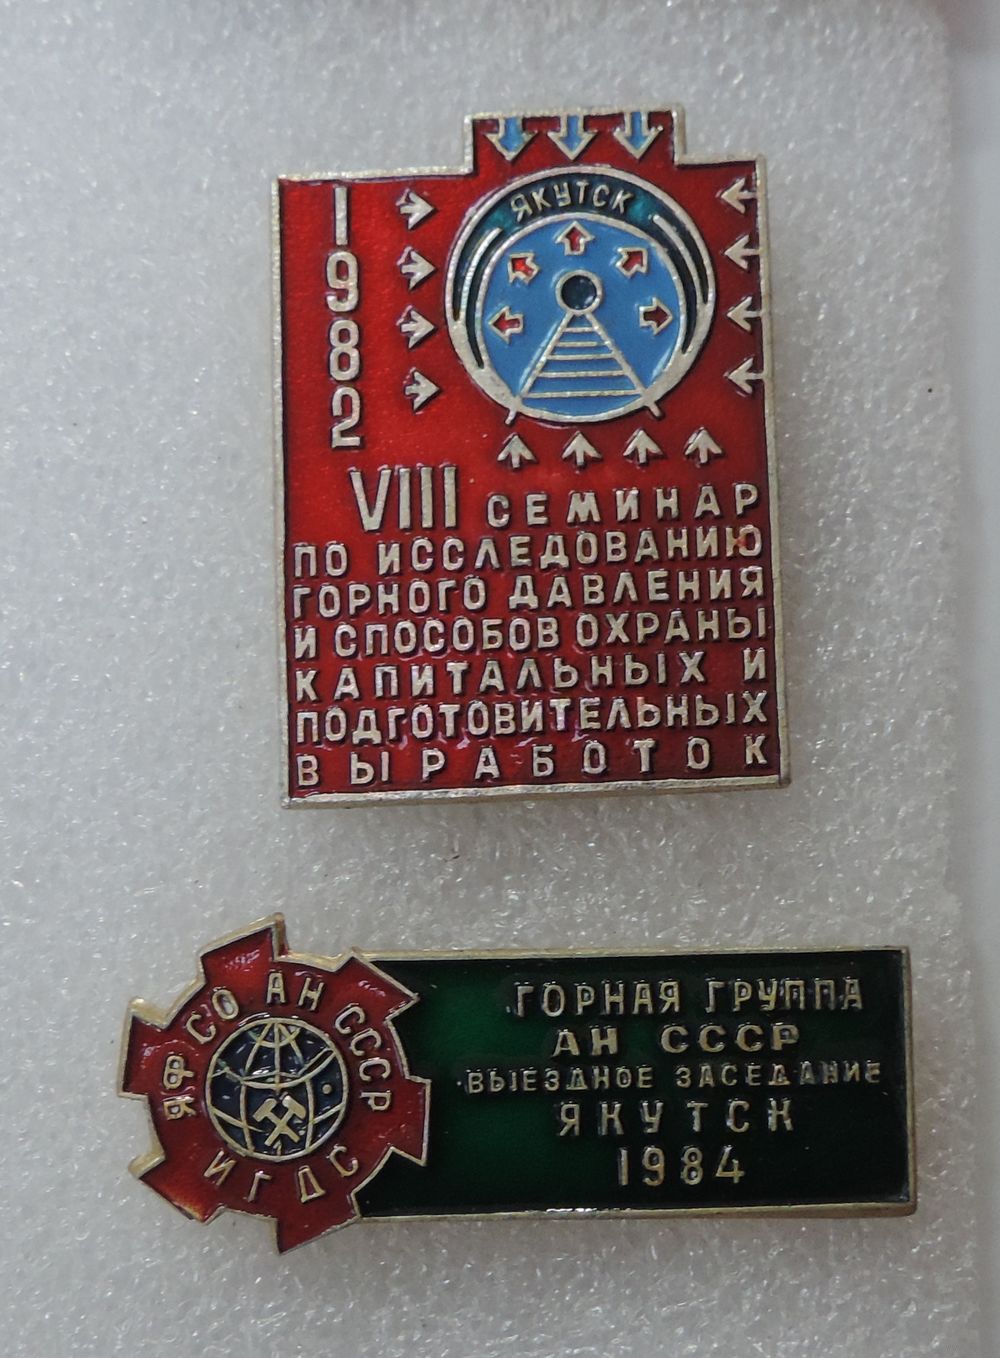 ЯКУТСК
1982
VIII СЕМИНАР
ПО ИССЛЕДОВАНИЮ
ГОРНОГО ДАВЛЕНИЯ
И СПОСОБОВ ОХРАНЫ
КАПИТАЛЬНЫХ И
ПОДГОТОВИТЕЛЬНЫХ
ВЫРАБОТОК
ЯФ СО АН СССР
ИГДС
ГОРНАЯ ГРУППА
АН СССР
ВЫЕЗДНОЕ ЗАСЕДАНИЕ
ЯКУТСК
1984